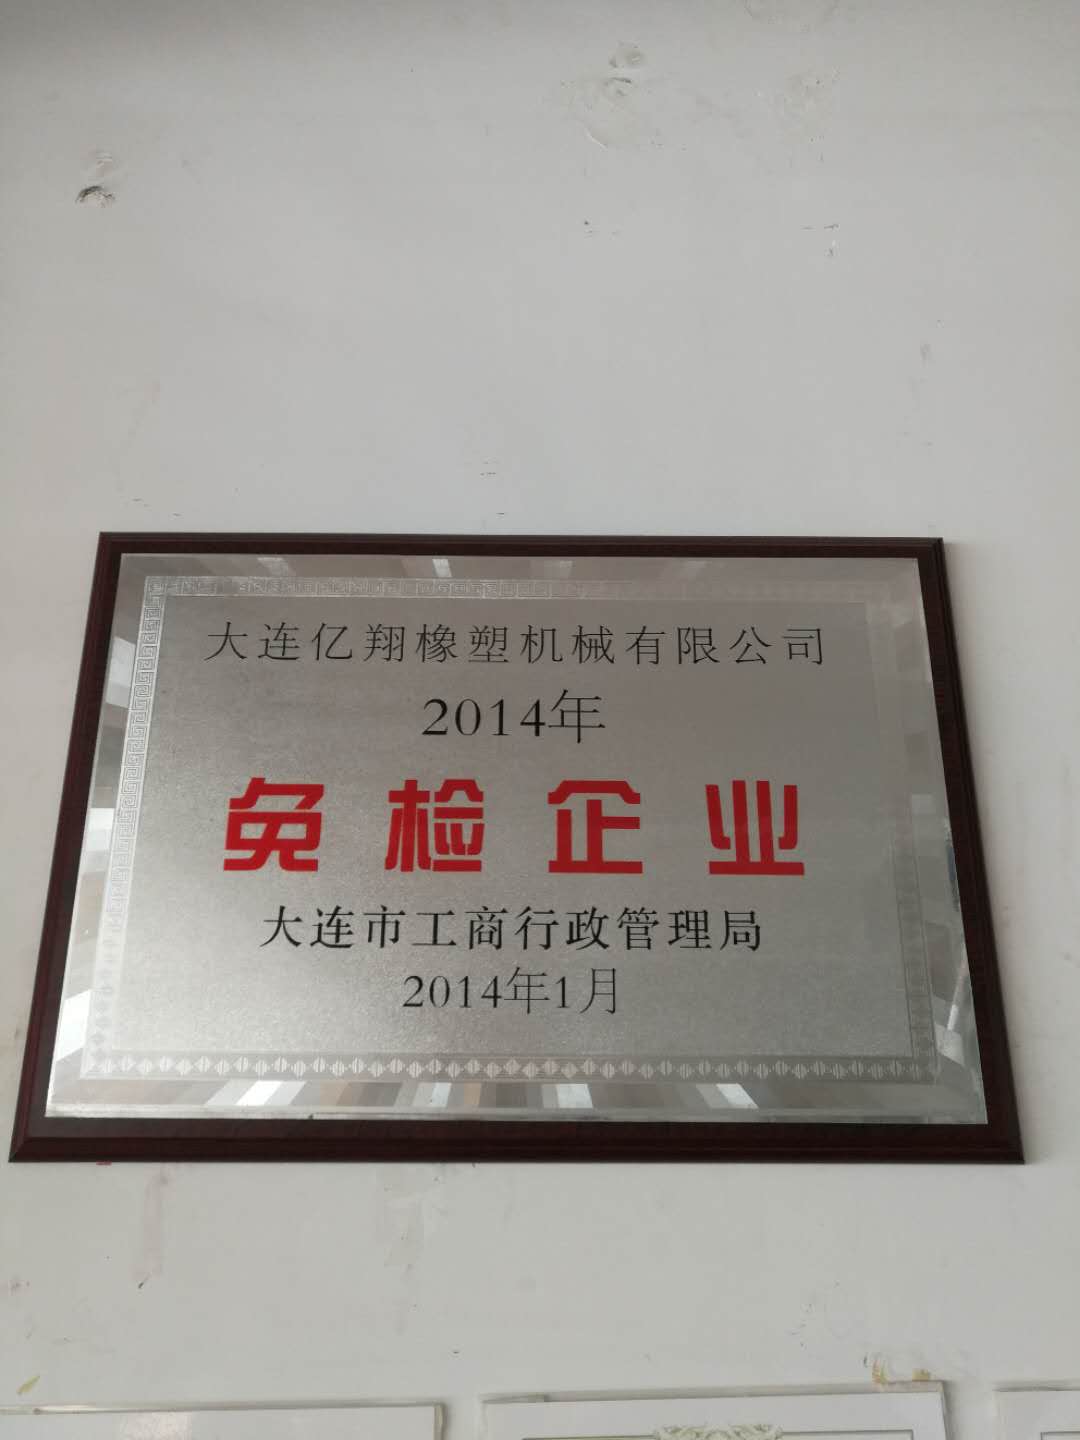 大连亿翔橡塑机械有限公司
2014年
免检企业
大连市工商行政管理局
2014年1月